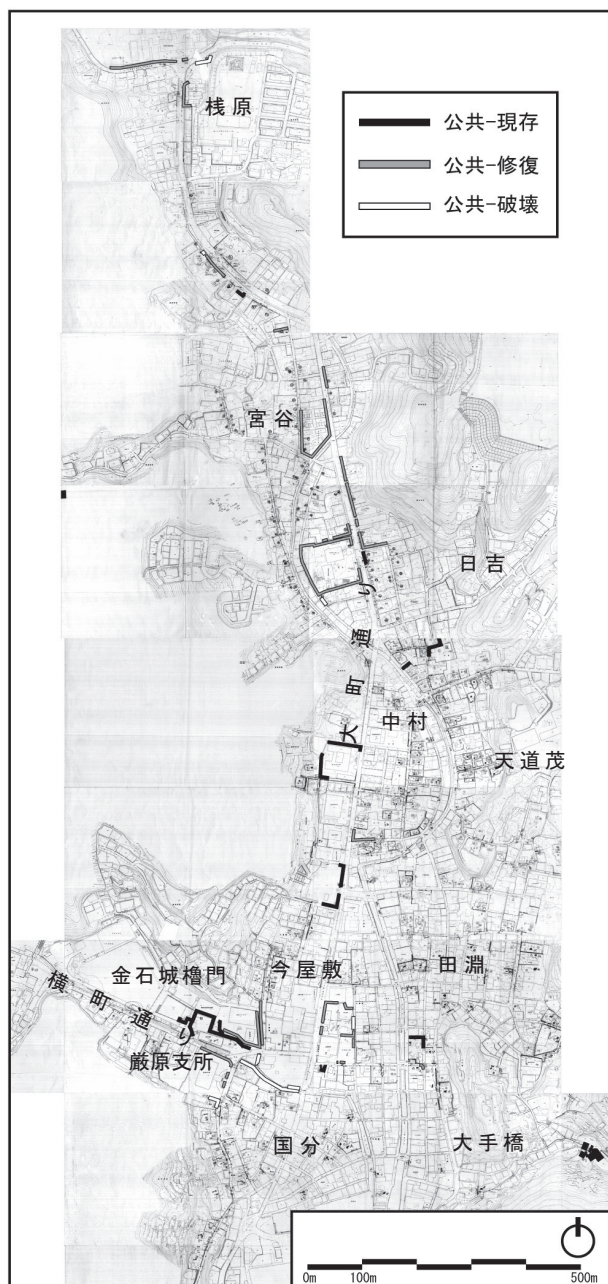 桟原
公共-現存
公共-修復
公共-破壊
宮谷
日吉
大町通り
中村
天道茂
金石城櫓門
今屋敷
田淵
横町通り
厳原支所
国分
大手橋
0m 100m 500m